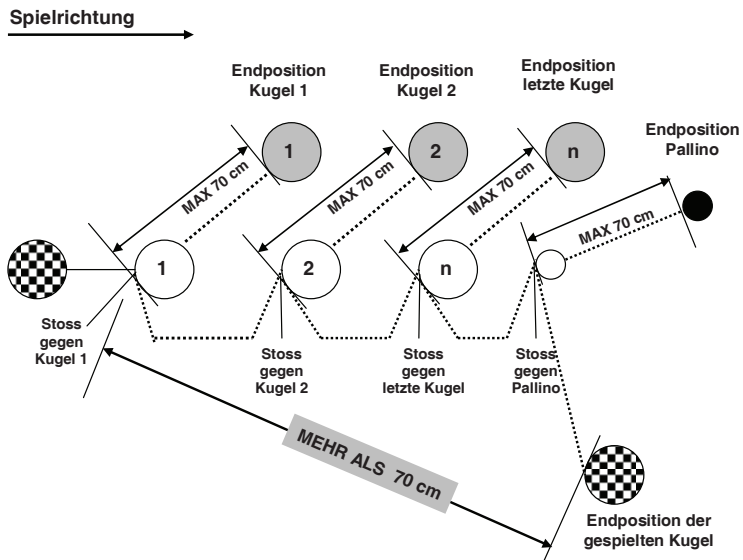 Spielrichtung
Endposition
Kugel 1
Endposition
Kugel 2
Endposition
letzte Kugel
Endposition
Pallino
1
2
n
MAX 70 cm
MAX 70 cm
MAX 70 cm
MAX 70 cm
1
2
n
Stoss
gegen
Kugel 1
Stoss
gegen
Kugel 2
Stoss
gegen
letzte Kugel
Stoss
gegen
Pallino
MEHR ALS 70 cm
Endposition der
gespielten Kugel